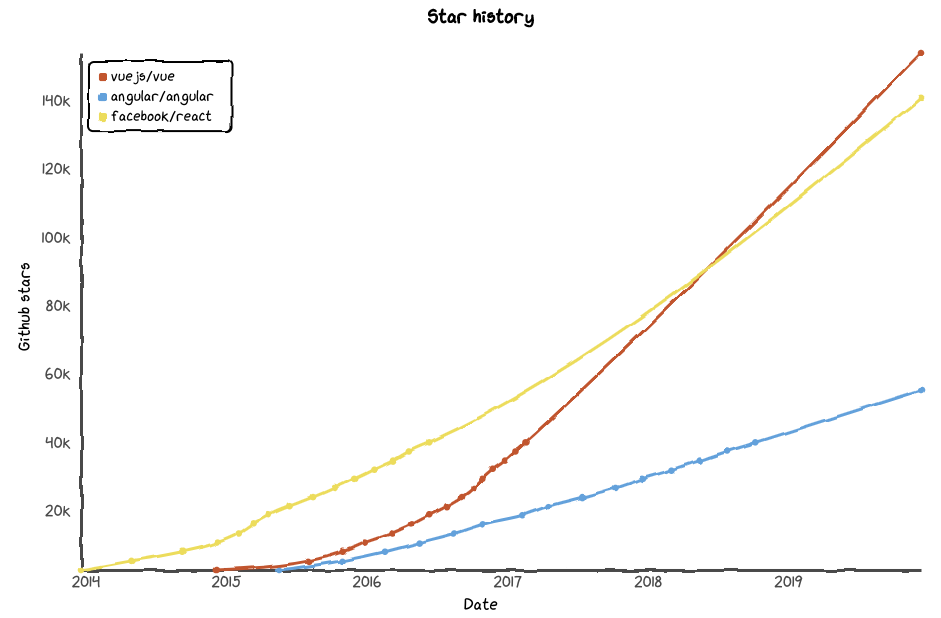 Star history
vuejs/vue
angular/angular
facebook/react
140k
120k
100k
80k
60k
40k
20k
Github stars
2014 2015 2016 2017 2018 2019
Date